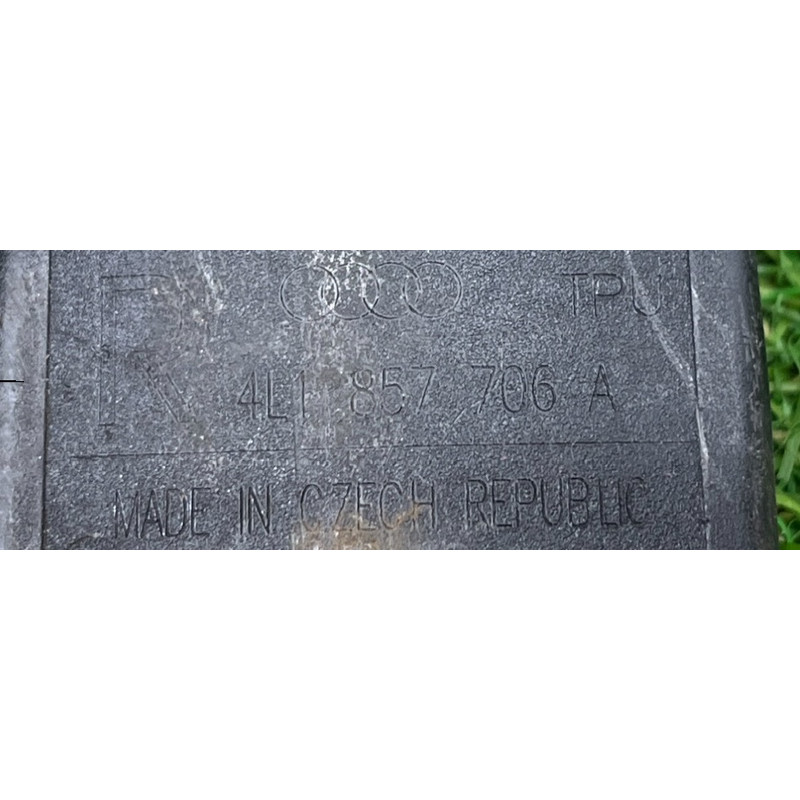 R TPU
4L1 857 706 A
MADE IN CZECH REPUBLIC